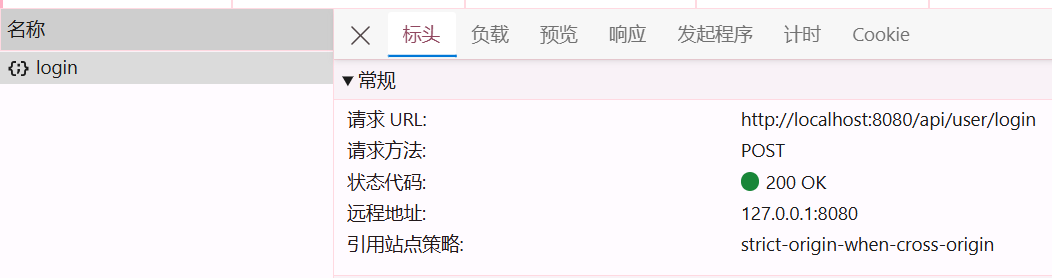 名称
标头 负载 预览 响应 发起程序 计时 Cookie
login
常规
请求 URL: http://localhost:8080/api/user/login
请求方法: POST
状态代码: 200 OK
远程地址: 127.0.0.1:8080
引用站点策略: strict-origin-when-cross-origin